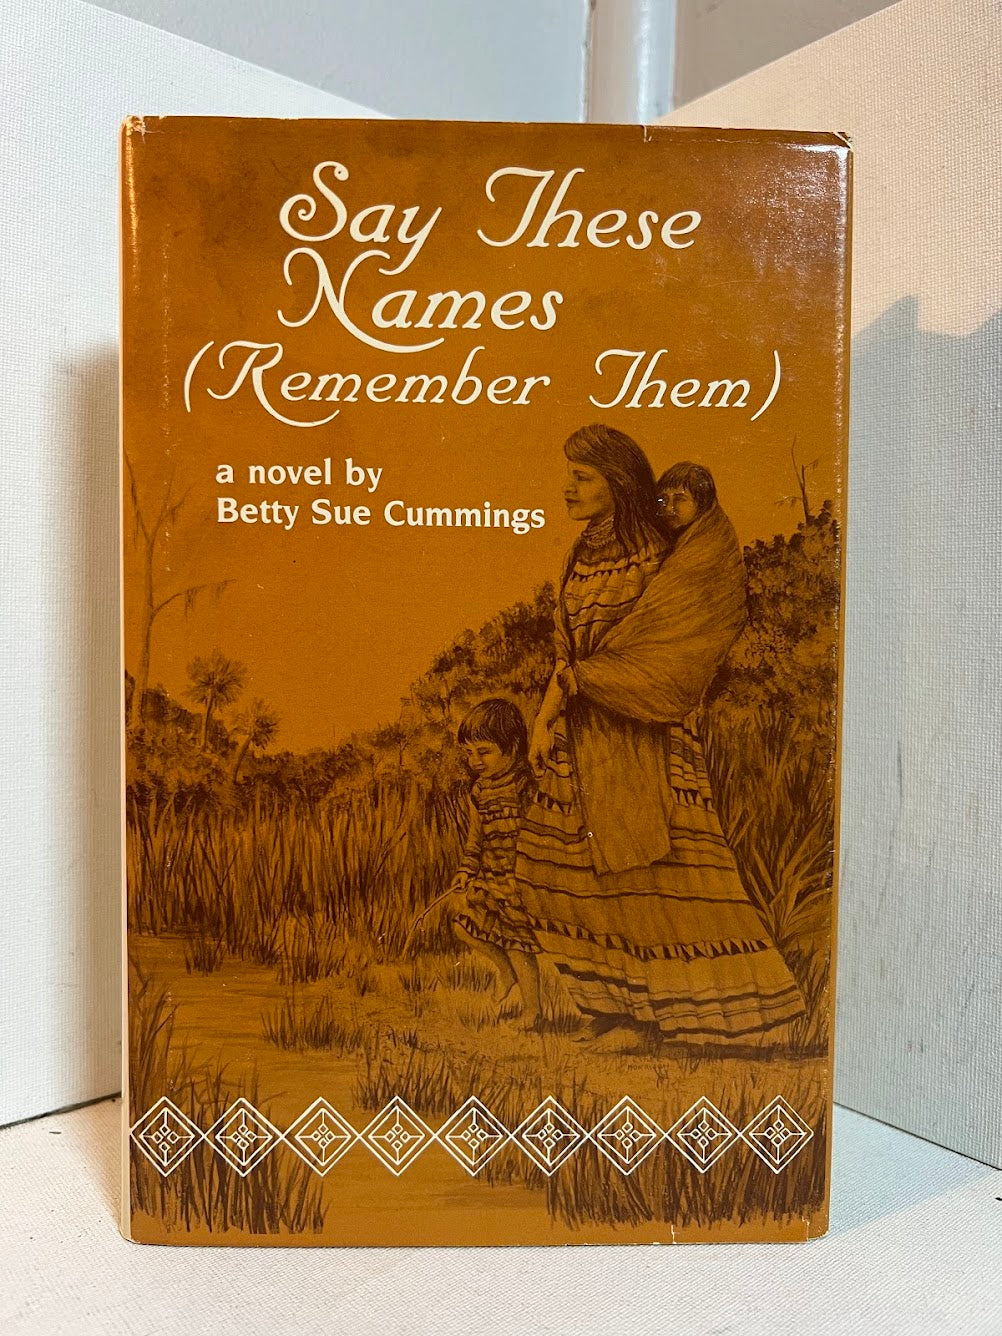 Say These
Names
(Remember Them)
a novel by
Betty Sue Cummings